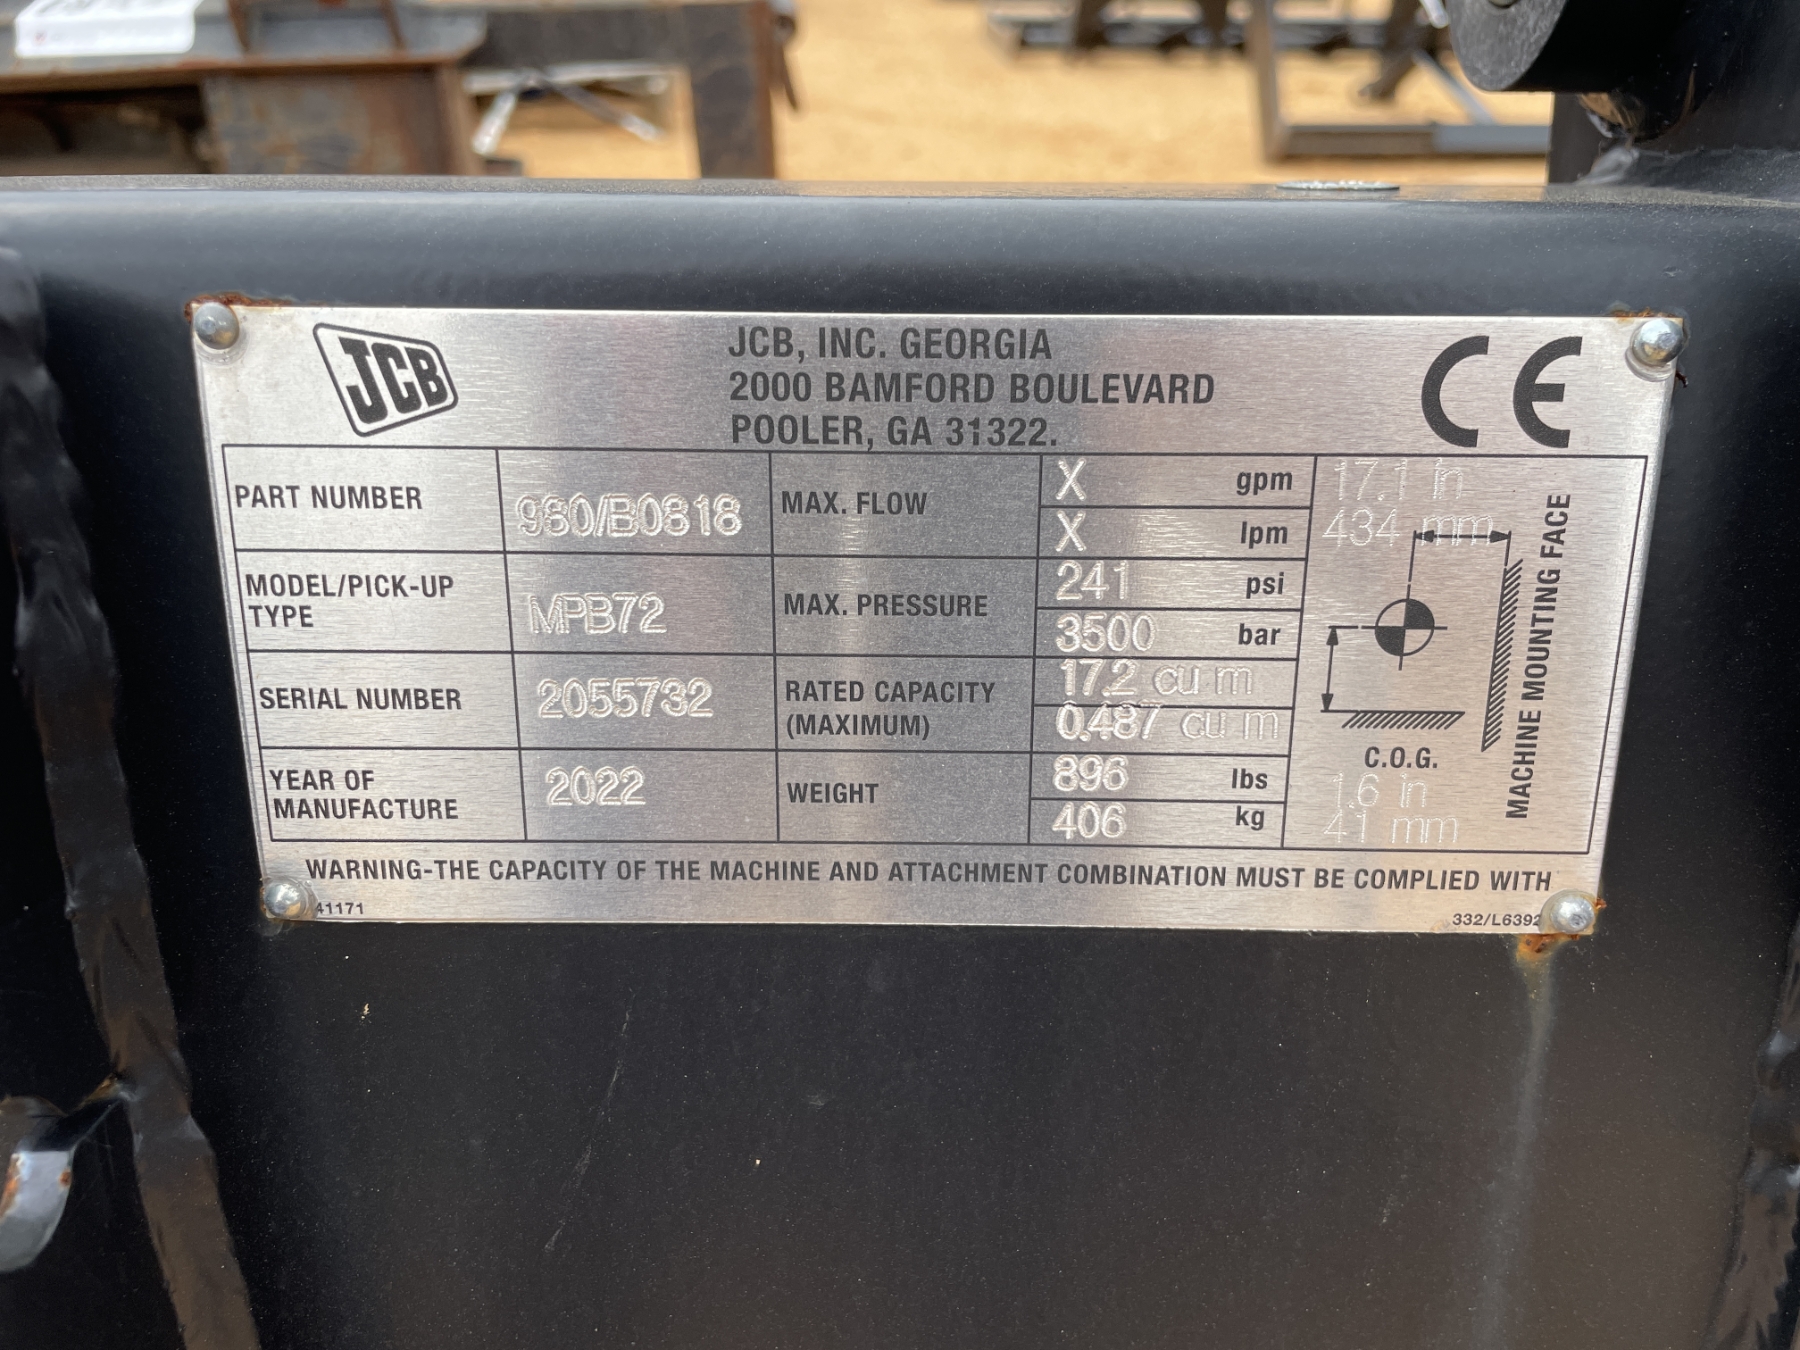 JCB
JCB, INC. GEORGIA
2000 BAMFORD BOULEVARD
POOLER, GA 31322.
CE
PART NUMBER
980/B0818
MODEL/PICK-UP
TYPE
MPB72
SERIAL NUMBER
2055732
YEAR OF
MANUFACTURE
2022
MAX. FLOW
X gpm
X lpm
MAX. PRESSURE
241 psi
3500 bar
RATED CAPACITY
(MAXIMUM)
17.2 cu m
0.487 cu m
WEIGHT
896 lbs
406 kg
17.1 in
434 mm
MACHINE MOUNTING FACE
C.O.G.
1.6 in
41 mm
WARNING-THE CAPACITY OF THE MACHINE AND ATTACHMENT COMBINATION MUST BE COMPLIED WITH
41171
332/L6392